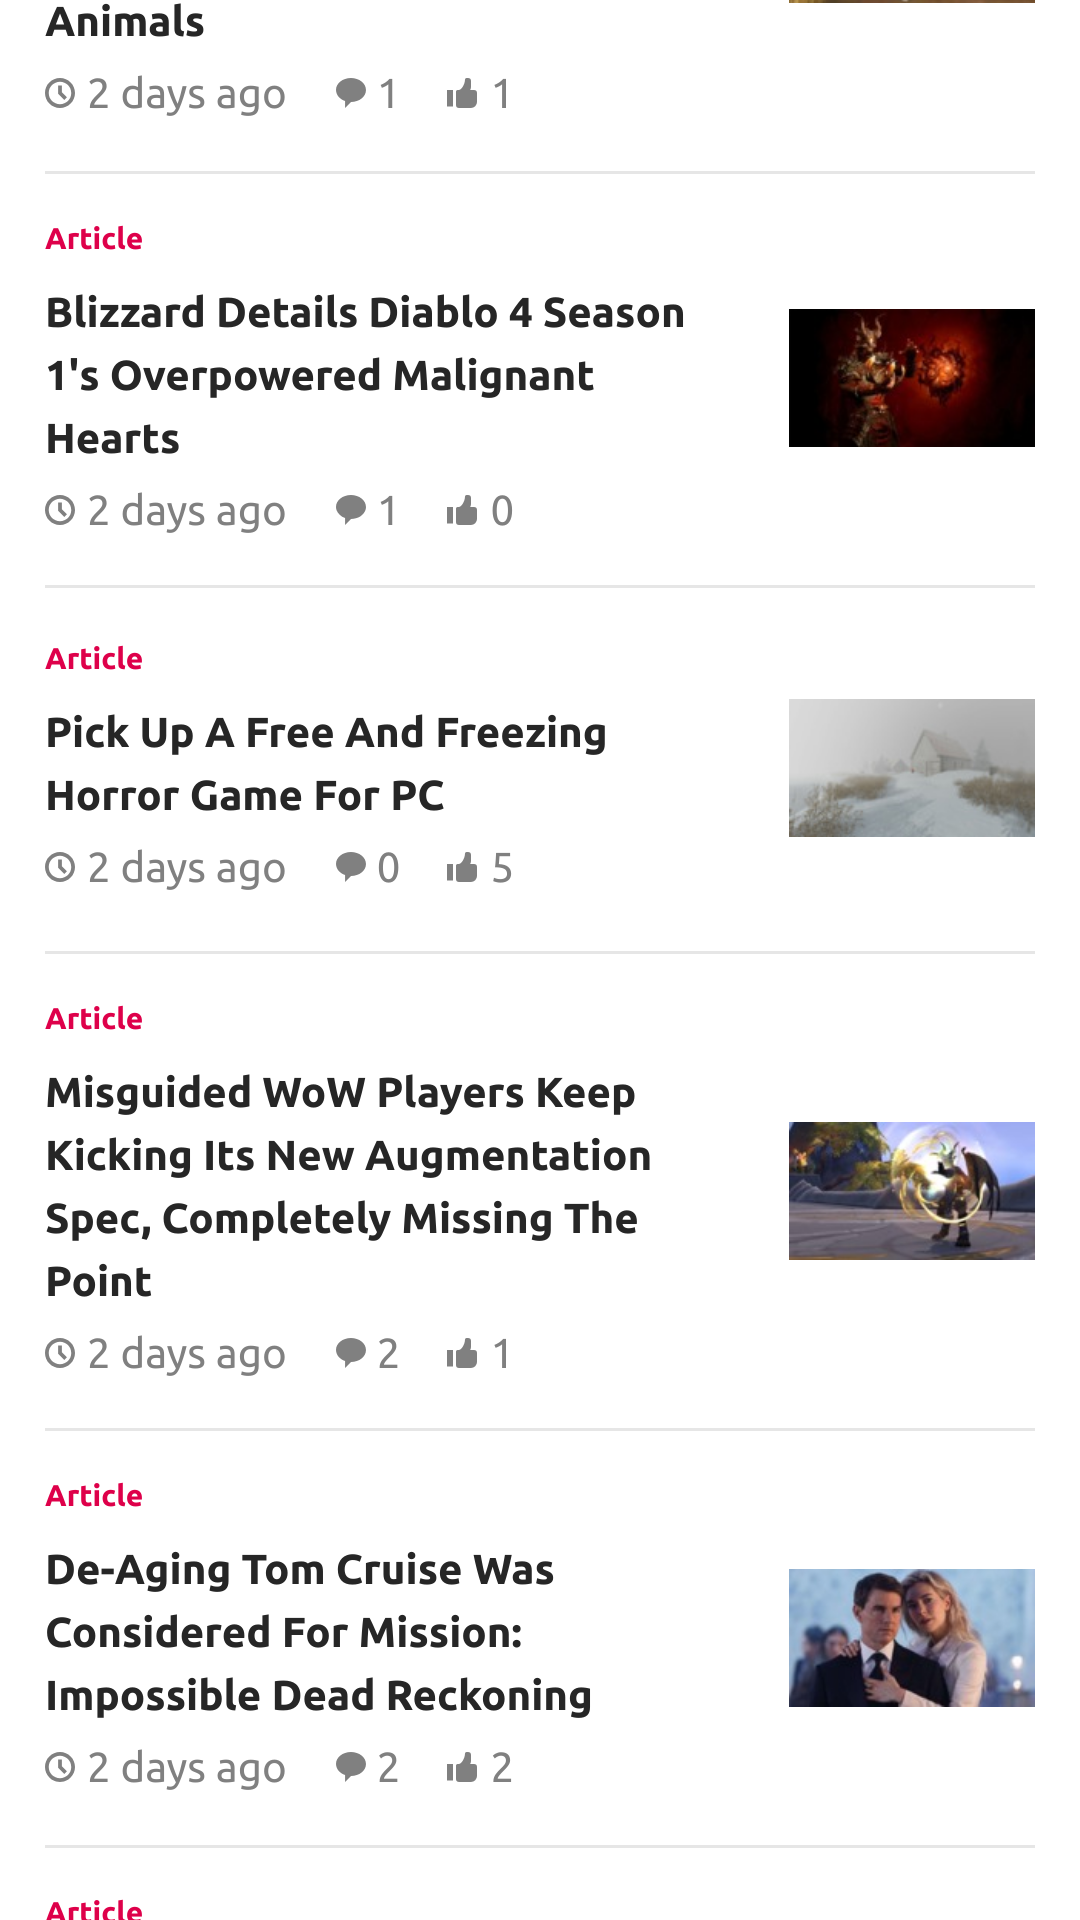 Animals
2 days ago 1 1
Article
Blizzard Details Diablo 4 Season
1's Overpowered Malignant
Hearts
2 days ago 1 0
Article
Pick Up A Free And Freezing
Horror Game For PC
2 days ago 0 5
Article
Misguided WoW Players Keep
Kicking Its New Augmentation
Spec, Completely Missing The
Point
2 days ago 2 1
Article
De-Aging Tom Cruise Was
Considered For Mission:
Impossible Dead Reckoning
2 days ago 2 2
Article